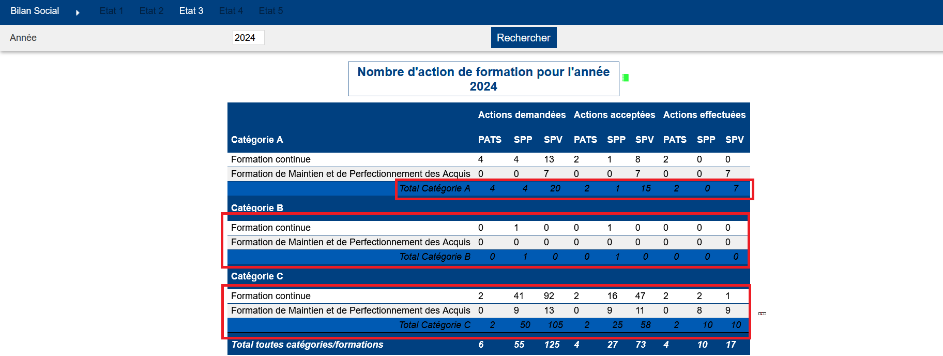 Bilan Social Etat 1 Etat 2 Etat 3 Etat 4 Etat 5
Année 2024 Rechercher
Nombre d'action de formation pour l'année
2024
Actions demandées Actions acceptées Actions effectuées
Catégorie A PATS SPP SPV PATS SPP SPV PATS SPP SPV
Formation continue 4 4 13 2 1 8 2 0 0
Formation de Maintien et de Perfectionnement des Acquis 0 0 7 0 0 7 0 0 7
Total Catégorie A 4 4 20 2 1 15 2 0 7
Catégorie B
Formation continue 0 1 0 0 1 0 0 0 0
Formation de Maintien et de Perfectionnement des Acquis 0 0 0 0 0 0 0 0 0
Total Catégorie B 0 1 0 0 1 0 0 0 0
Catégorie C
Formation continue 2 41 92 2 16 47 2 2 1
Formation de Maintien et de Perfectionnement des Acquis 0 9 13 0 9 11 0 8 9
Total Catégorie C 2 50 105 2 25 58 2 10 10
Total toutes catégories/formations 6 55 125 4 27 73 4 10 17